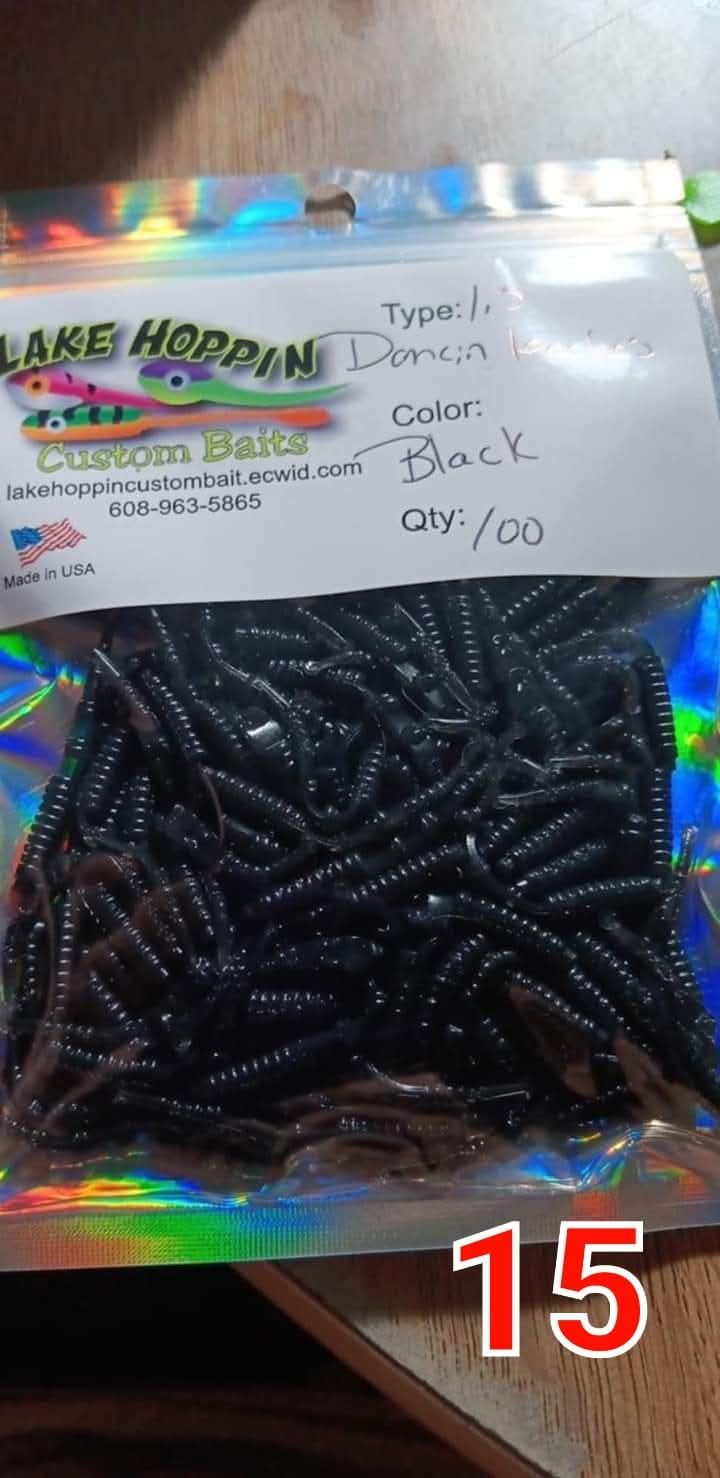 LAKE HOPPIN
Custom Baits
lakehoppincustombait.ecwid.com
608-963-5865
Made in USA
Type: 1.5
Dancin
Color:
Black
Qty: 100
15